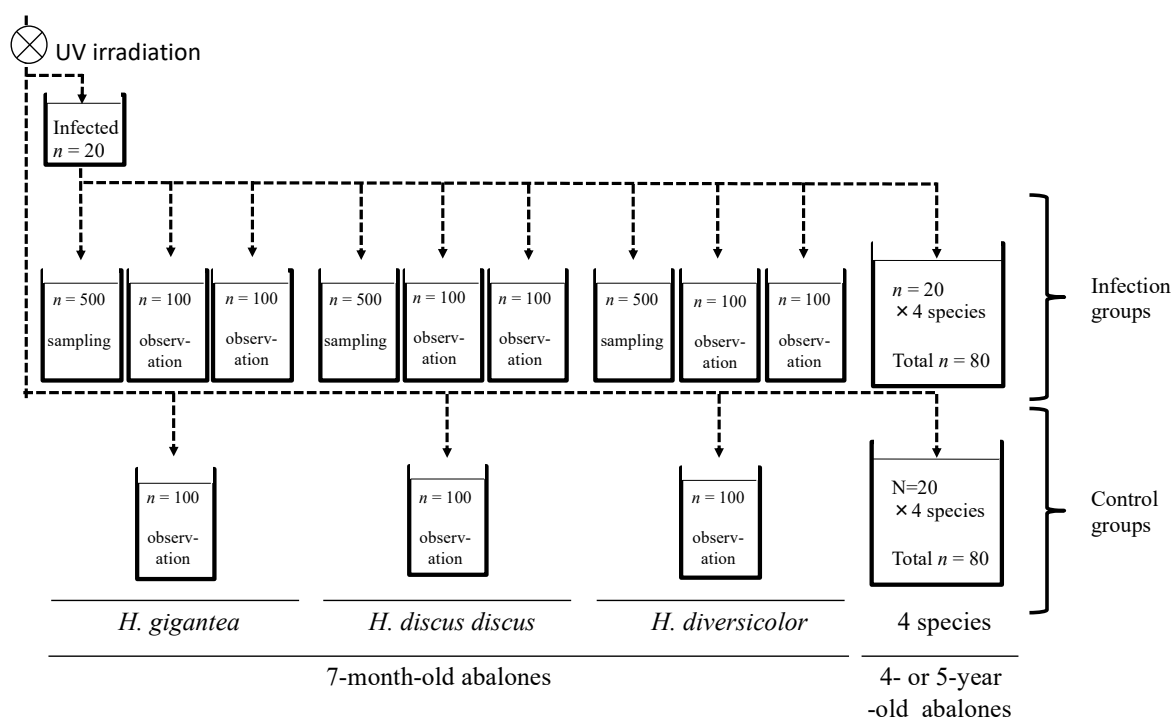 UV irradiation
Infected
n = 20
n = 500
sampling
n = 100
observ-
ation
n = 100
observ-
ation
n = 500
sampling
n = 100
observ-
ation
n = 100
observ-
ation
n = 500
sampling
n = 100
observ-
ation
n = 100
observ-
ation
n = 20
× 4 species
Total n = 80
Infection
groups
n = 100
observ-
ation
n = 100
observ-
ation
n = 100
observ-
ation
N=20
× 4 species
Total n = 80
Control
groups
H. gigantea
H. discus discus
H. diversicolor
4 species
7-month-old abalones
4- or 5-year
-old abalones